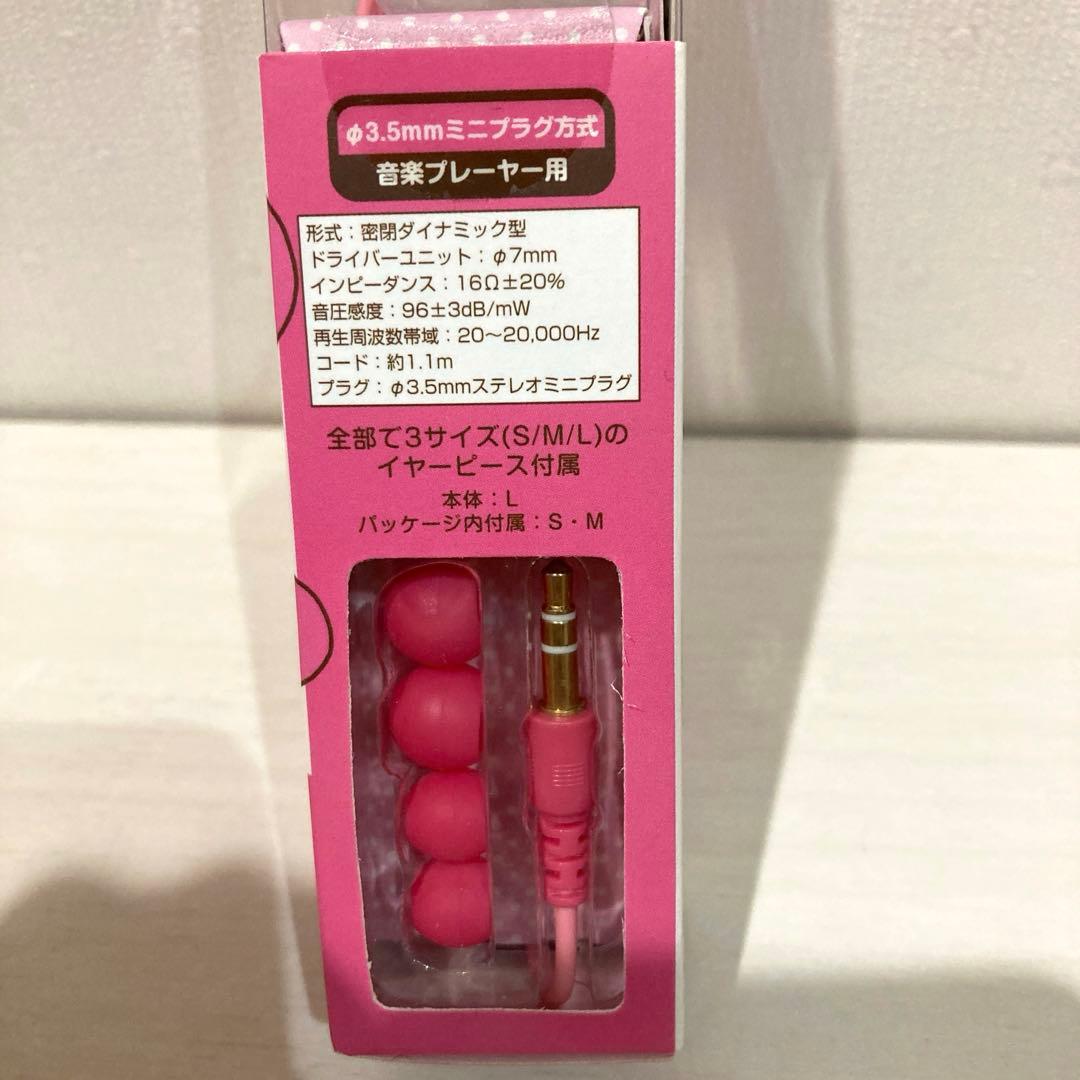 φ3.5mmミニプラグ方式
音楽プレーヤー用
形式：密閉ダイナミック型
ドライバーユニット：φ7mm
インピーダンス：16Ω±20%
音圧感度：96±3dB/mW
再生周波数帯域：20～20,000Hz
コード：約1.1m
プラグ：φ3.5mmステレオミニプラグ
全部で3サイズ(S/M/L)の
イヤーピース付属
本体：L
パッケージ内付属：S・M